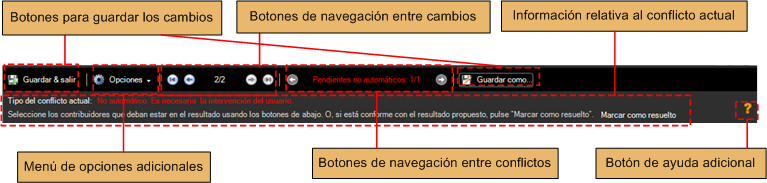 Botones para guardar los cambios
Botones de navegación entre cambios
Información relativa al conflicto actual
Guardar & salir
Opciones
2/2
Pendientes no automáticos: 1/1
Guardar como...
Tipo del conflicto actual: No automático. Es necesaria la intervención del usuario.
Seleccione los contribuidores que deban estar en el resultado usando los botones de abajo. O, si está conforme con el resultado propuesto, pulse "Marcar como resuelto". Marcar como resuelto
?
Menú de opciones adicionales
Botones de navegación entre conflictos
Botón de ayuda adicional